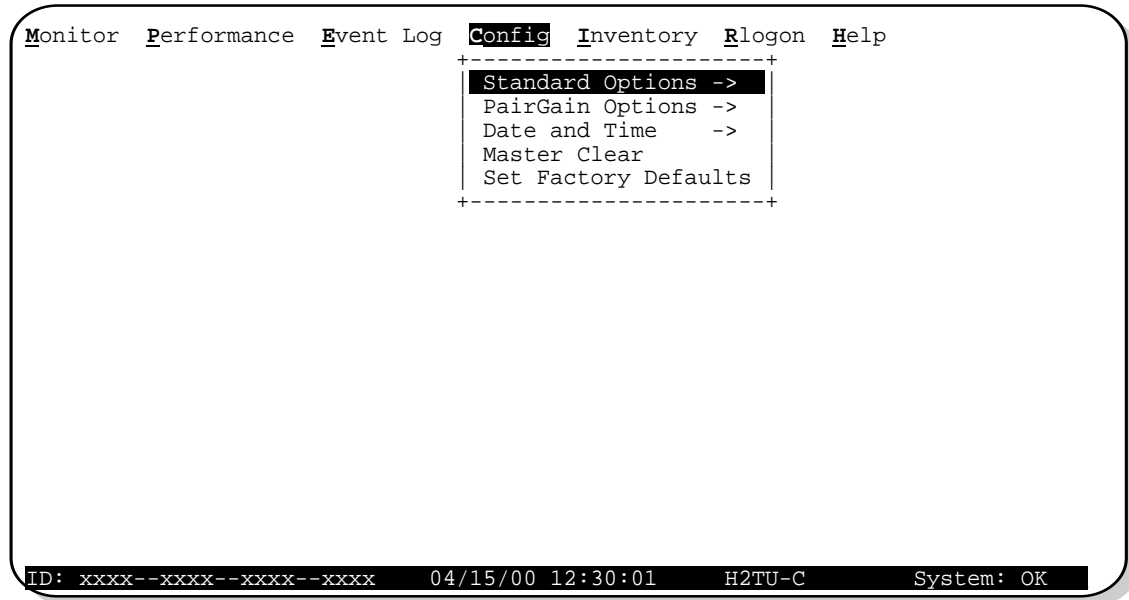 Monitor  Performance  Event Log  Config  Inventory  Rlogon  Help
+----------------------+
| Standard Options -> |
| PairGain Options -> |
| Date and Time    -> |
| Master Clear        |
| Set Factory Defaults |
+----------------------+
ID: xxxx--xxxx--xxxx--xxxx    04/15/00 12:30:01     H2TU-C       System: OK